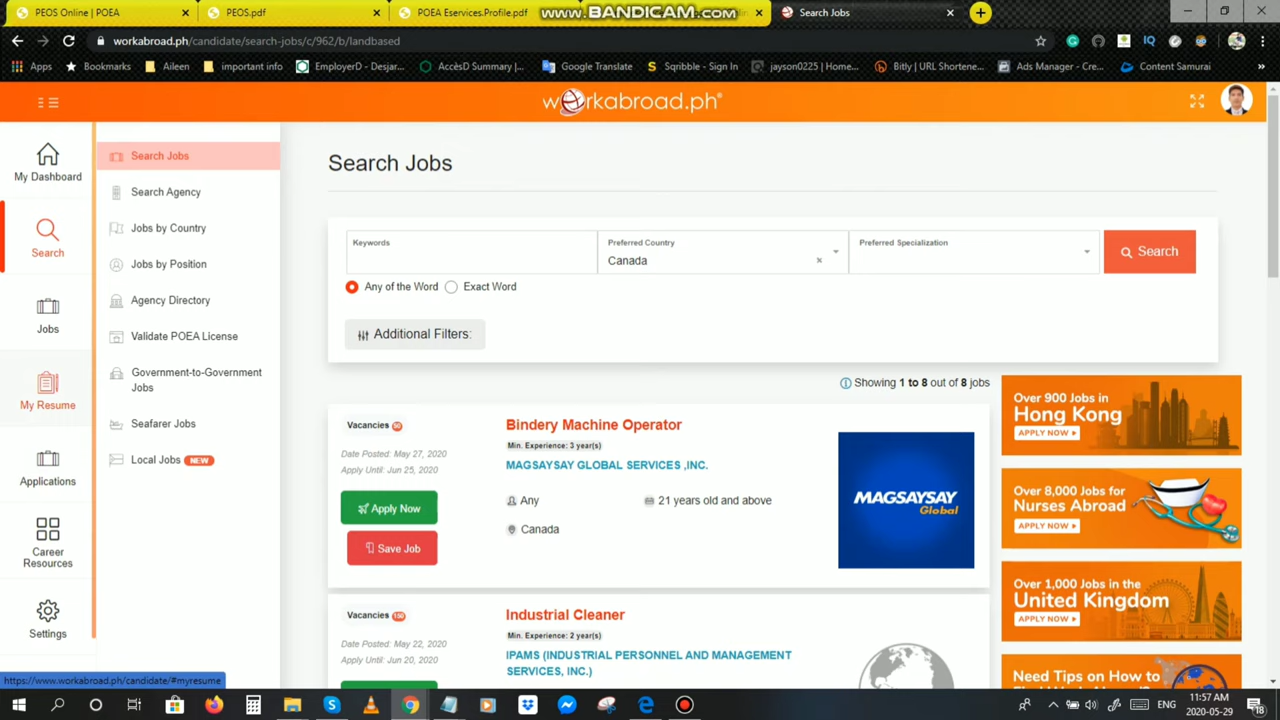 PEOS Online | POEA
PEOS.pdf
POEA Eservices.Profile.pdf
www.BANDICAM.com
Search Jobs
workabroad.ph/candidate/search-jobs/c/962/b/landbased
Apps
Bookmarks
Aileen
important info
EmployerD - Desjar...
AccèsD Summary |...
Google Translate
Sqribble - Sign In
jayson0225 | Home...
Bitly | URL Shortene...
Ads Manager - Cre...
Content Samurai
workabroad.ph
My Dashboard
Search
Jobs
My Resume
Applications
Career
Resources
Settings
Search Jobs
Search Agency
Jobs by Country
Jobs by Position
Agency Directory
Validate POEA License
Government-to-Government
Jobs
Seafarer Jobs
Local Jobs NEW
Search Jobs
Keywords
Preferred Country
Canada
Preferred Specialization
Search
Any of the Word
Exact Word
Additional Filters:
Showing 1 to 8 out of 8 jobs
Vacancies 50
Date Posted: May 27, 2020
Apply Until: Jun 25, 2020
Apply Now
Save Job
Bindery Machine Operator
Min. Experience: 3 year(s)
MAGSAYSAY GLOBAL SERVICES ,INC.
Any
21 years old and above
Canada
MAGSAYSAY
Global
Vacancies 150
Date Posted: May 22, 2020
Apply Until: Jun 20, 2020
Industrial Cleaner
Min. Experience: 2 year(s)
IPAMS (INDUSTRIAL PERSONNEL AND MANAGEMENT
SERVICES, INC.)
Over 900 Jobs in
Hong Kong
APPLY NOW
Over 8,000 Jobs for
Nurses Abroad
APPLY NOW
Over 1,000 Jobs in the
United Kingdom
APPLY NOW
Need Tips on How to
https://www.workabroad.ph/candidate/#myresume
ENG
11:57 AM
2020-05-29
18